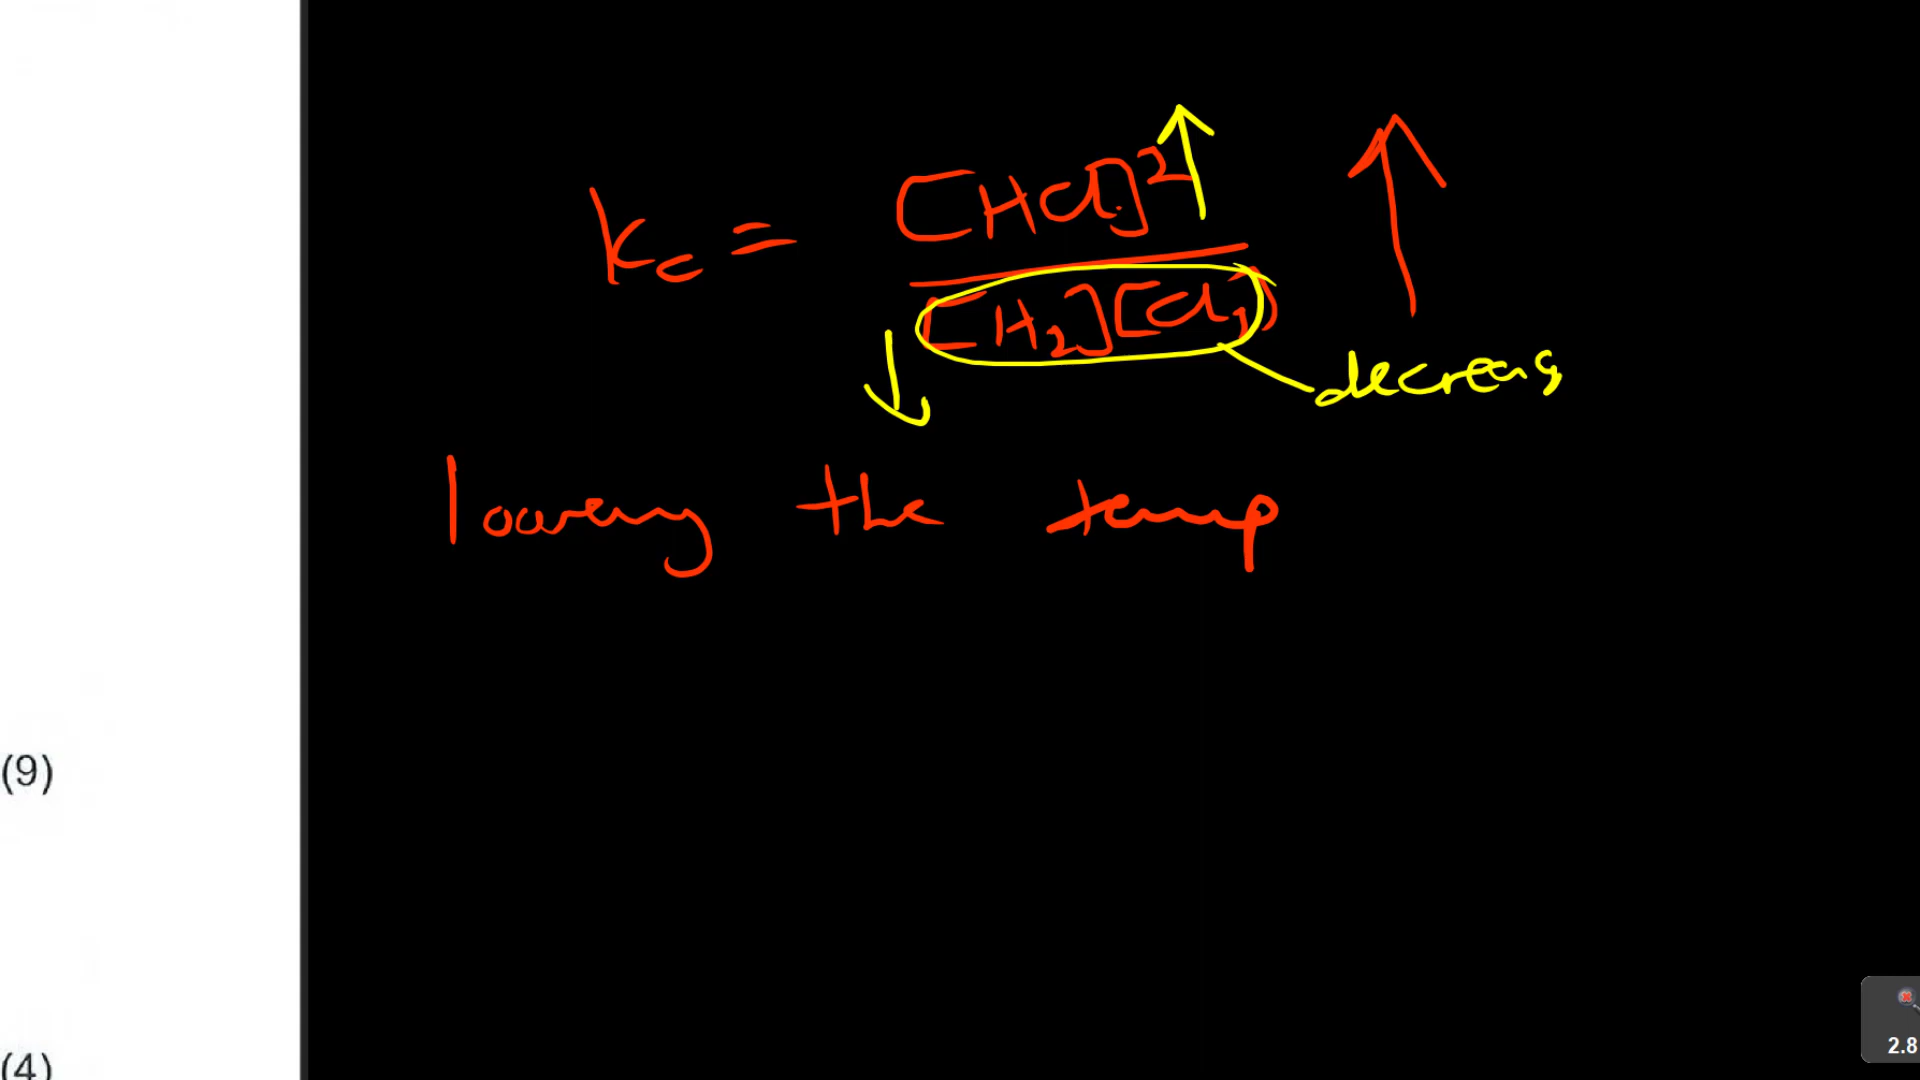 kc = [HCl]²
[H₂][Cl₂]
decreas
lowering the temp
(9)
(4)
2.8